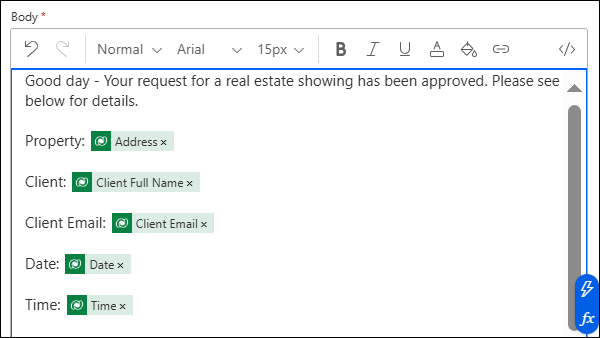 Body *
Normal Arial 15px B I U A </>
Good day - Your request for a real estate showing has been approved. Please see
below for details.
Property: Address ×
Client: Client Full Name ×
Client Email: Client Email ×
Date: Date ×
Time: Time ×
fx